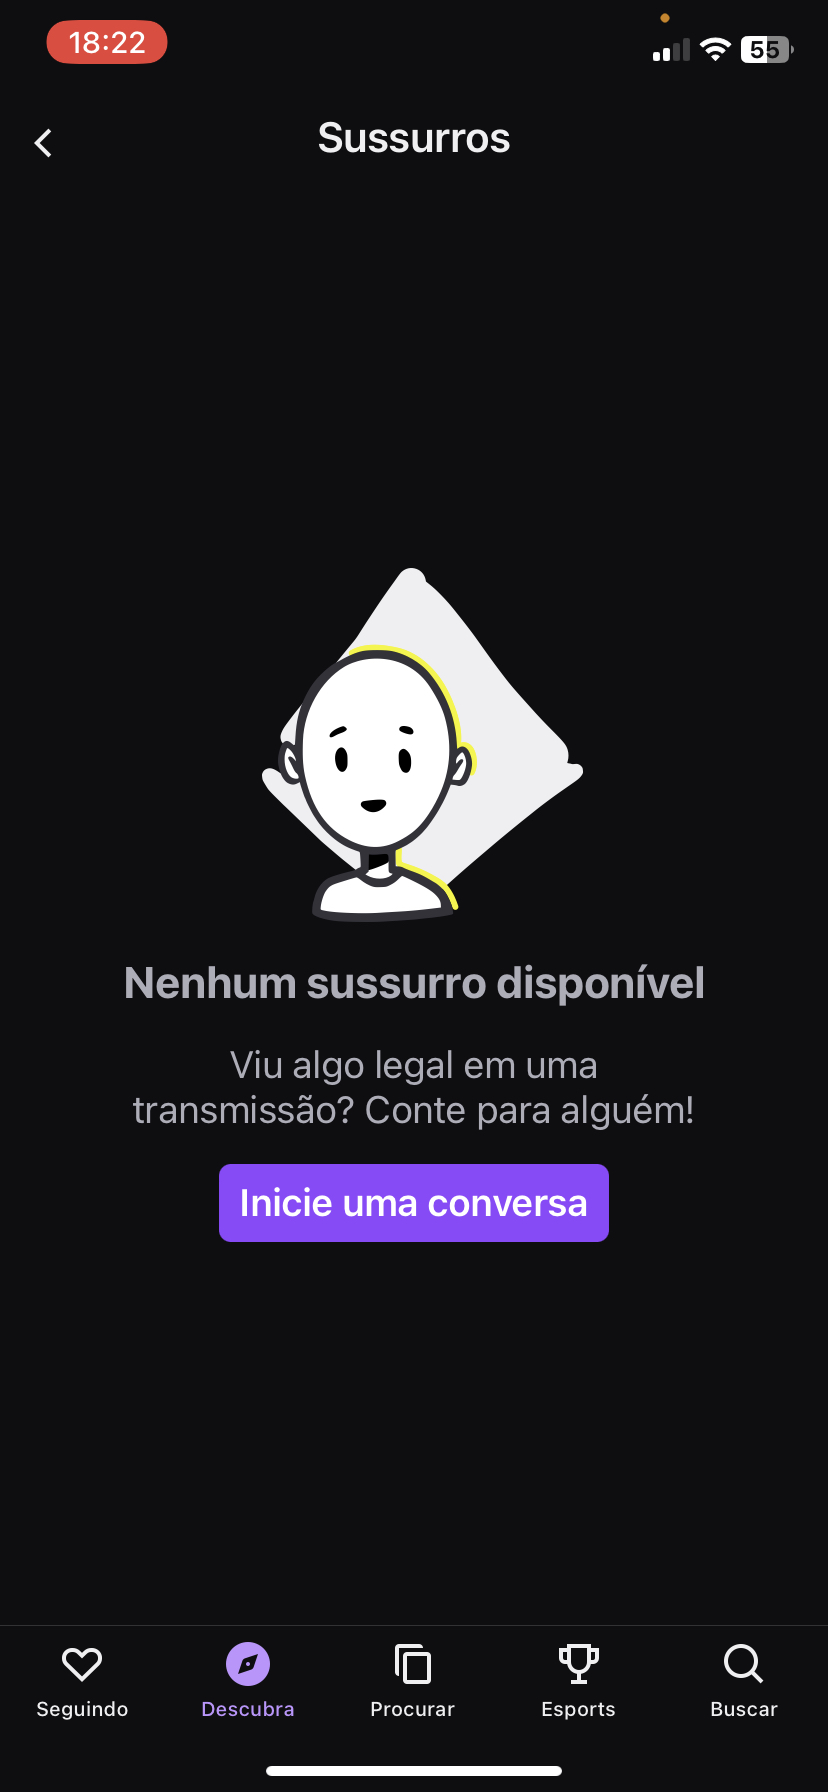 18:22
55
Sussurros
Nenhum sussurro disponível
Viu algo legal em uma
transmissão? Conte para alguém!
Inicie uma conversa
Seguindo
Descubra
Procurar
Esports
Buscar